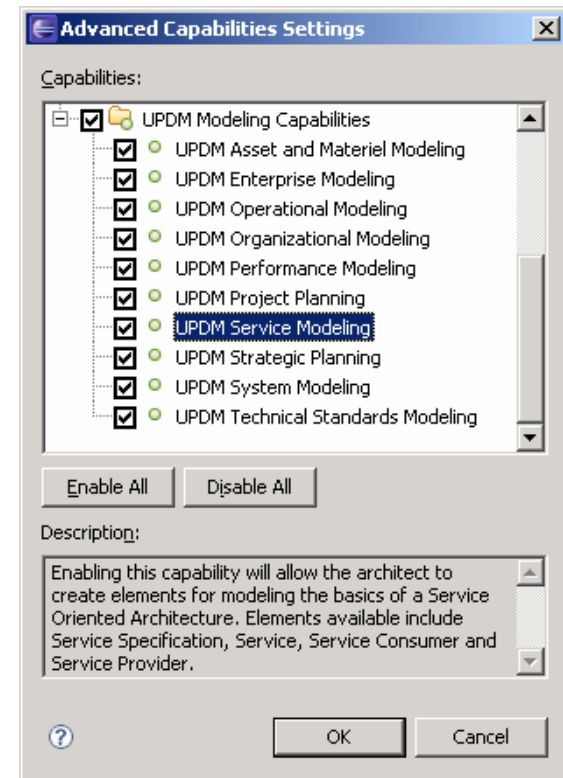 Advanced Capabilities Settings
Capabilities:
UPDM Modeling Capabilities
UPDM Asset and Materiel Modeling
UPDM Enterprise Modeling
UPDM Operational Modeling
UPDM Organizational Modeling
UPDM Performance Modeling
UPDM Project Planning
UPDM Service Modeling
UPDM Strategic Planning
UPDM System Modeling
UPDM Technical Standards Modeling
Enable All Disable All
Description:
Enabling this capability will allow the architect to
create elements for modeling the basics of a Service
Oriented Architecture. Elements available include
Service Specification, Service, Service Consumer and
Service Provider.
? OK Cancel